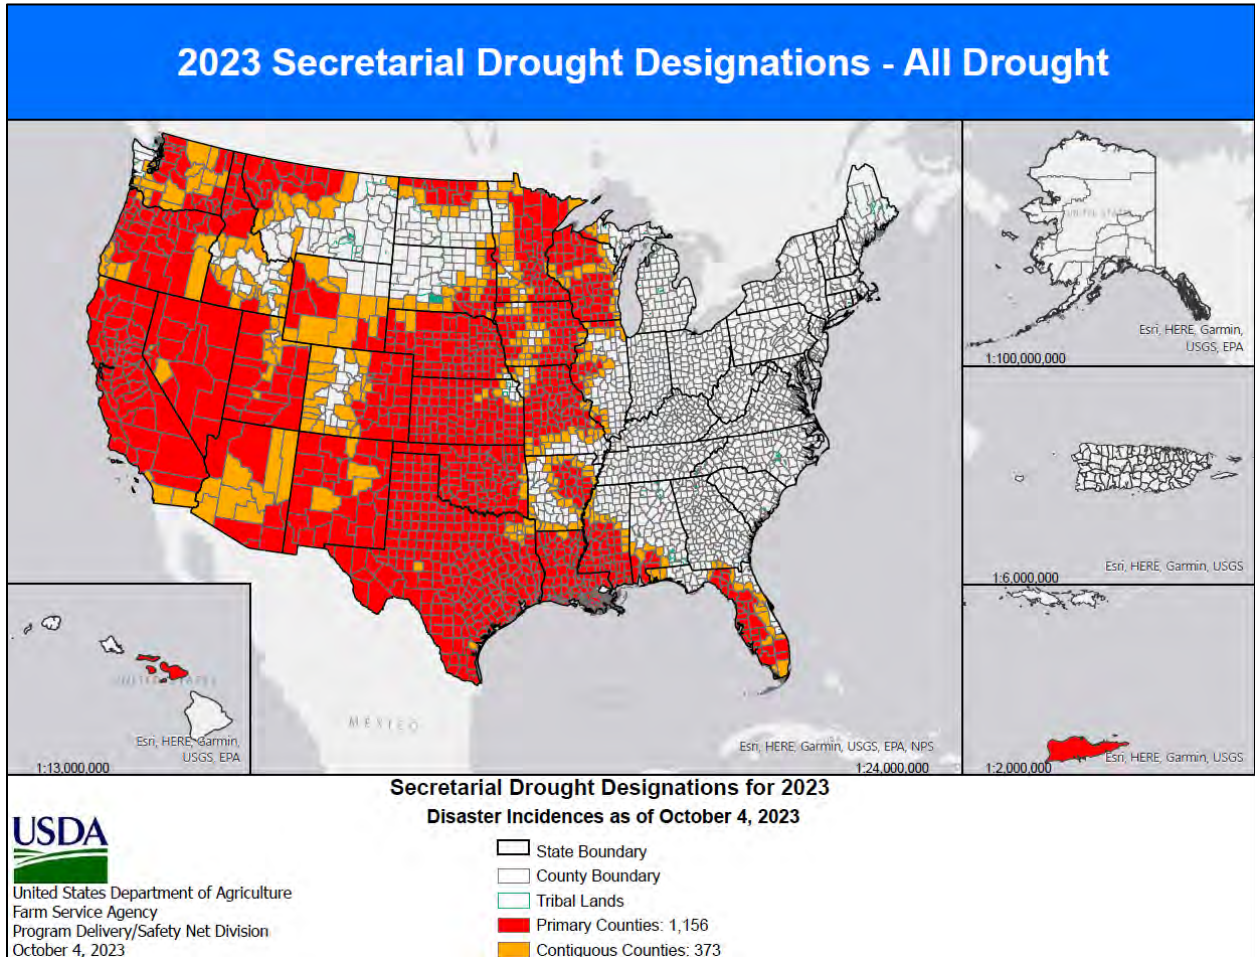 2023 Secretarial Drought Designations - All Drought
UNITED STATES
Esri, HERE, Garmin,
USGS, EPA
1:100,000,000
Esri, HERE, Garmin, USGS
1:6,000,000
UNITED STATES
Esri, HERE, Garmin,
USGS, EPA
1:13,000,000
MEXICO
Esri, HERE, Garmin, USGS, EPA, NPS
1:24,000,000
1:2,000,000
Esri, HERE, Garmin, USGS
Secretarial Drought Designations for 2023
Disaster Incidences as of October 4, 2023
USDA
United States Department of Agriculture
Farm Service Agency
Program Delivery/Safety Net Division
October 4, 2023
State Boundary
County Boundary
Tribal Lands
Primary Counties: 1,156
Contiguous Counties: 373